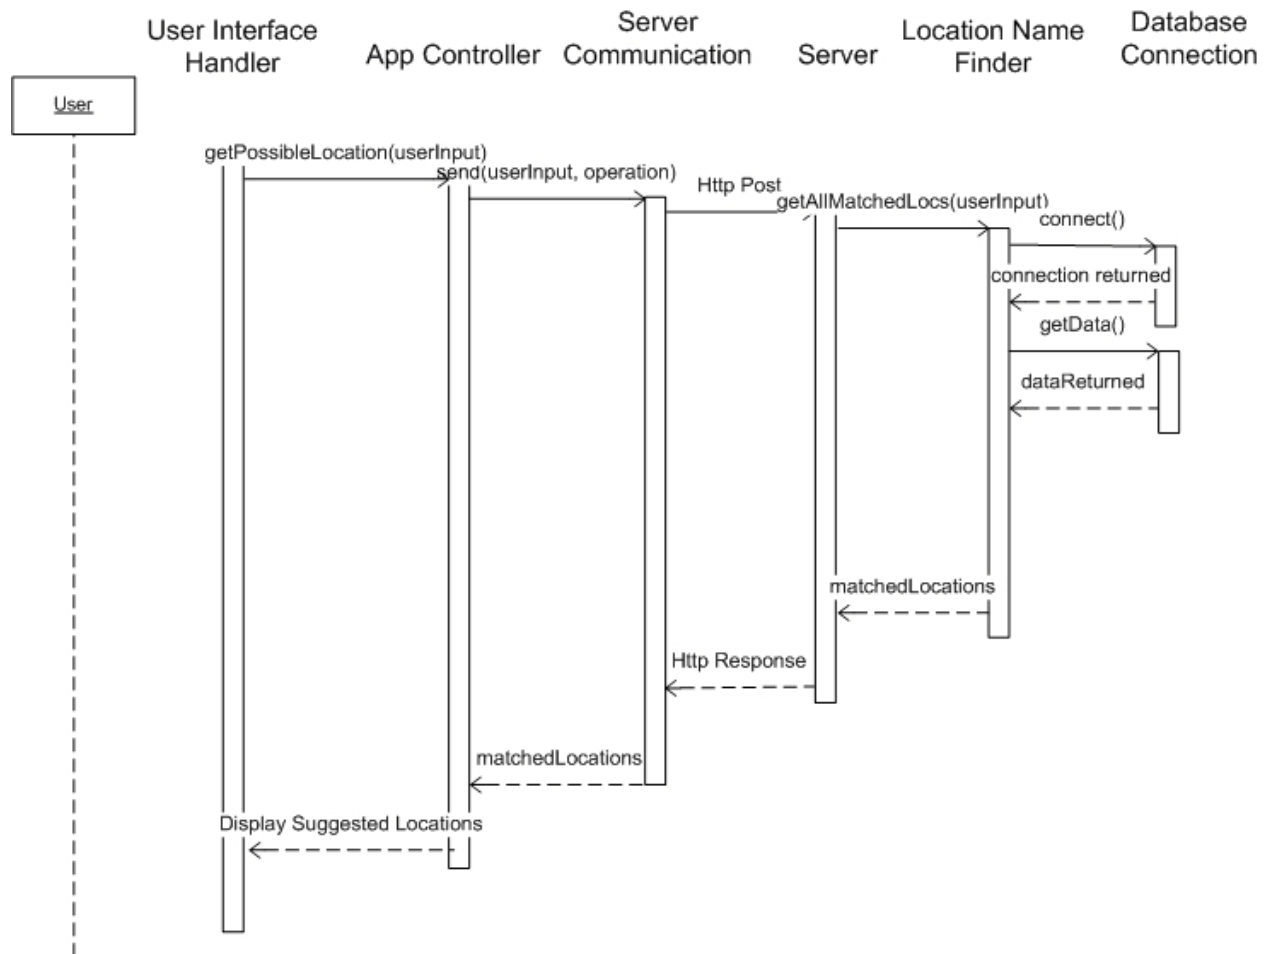 User Interface
Handler
App Controller
Server
Communication
Server
Location Name
Finder
Database
Connection
User
getPossibleLocation(userInput)
send(userInput, operation)
Http Post
getAllMatchedLocs(userInput)
connect()
connection returned
getData()
dataReturned
matchedLocations
Http Response
matchedLocations
Display Suggested Locations